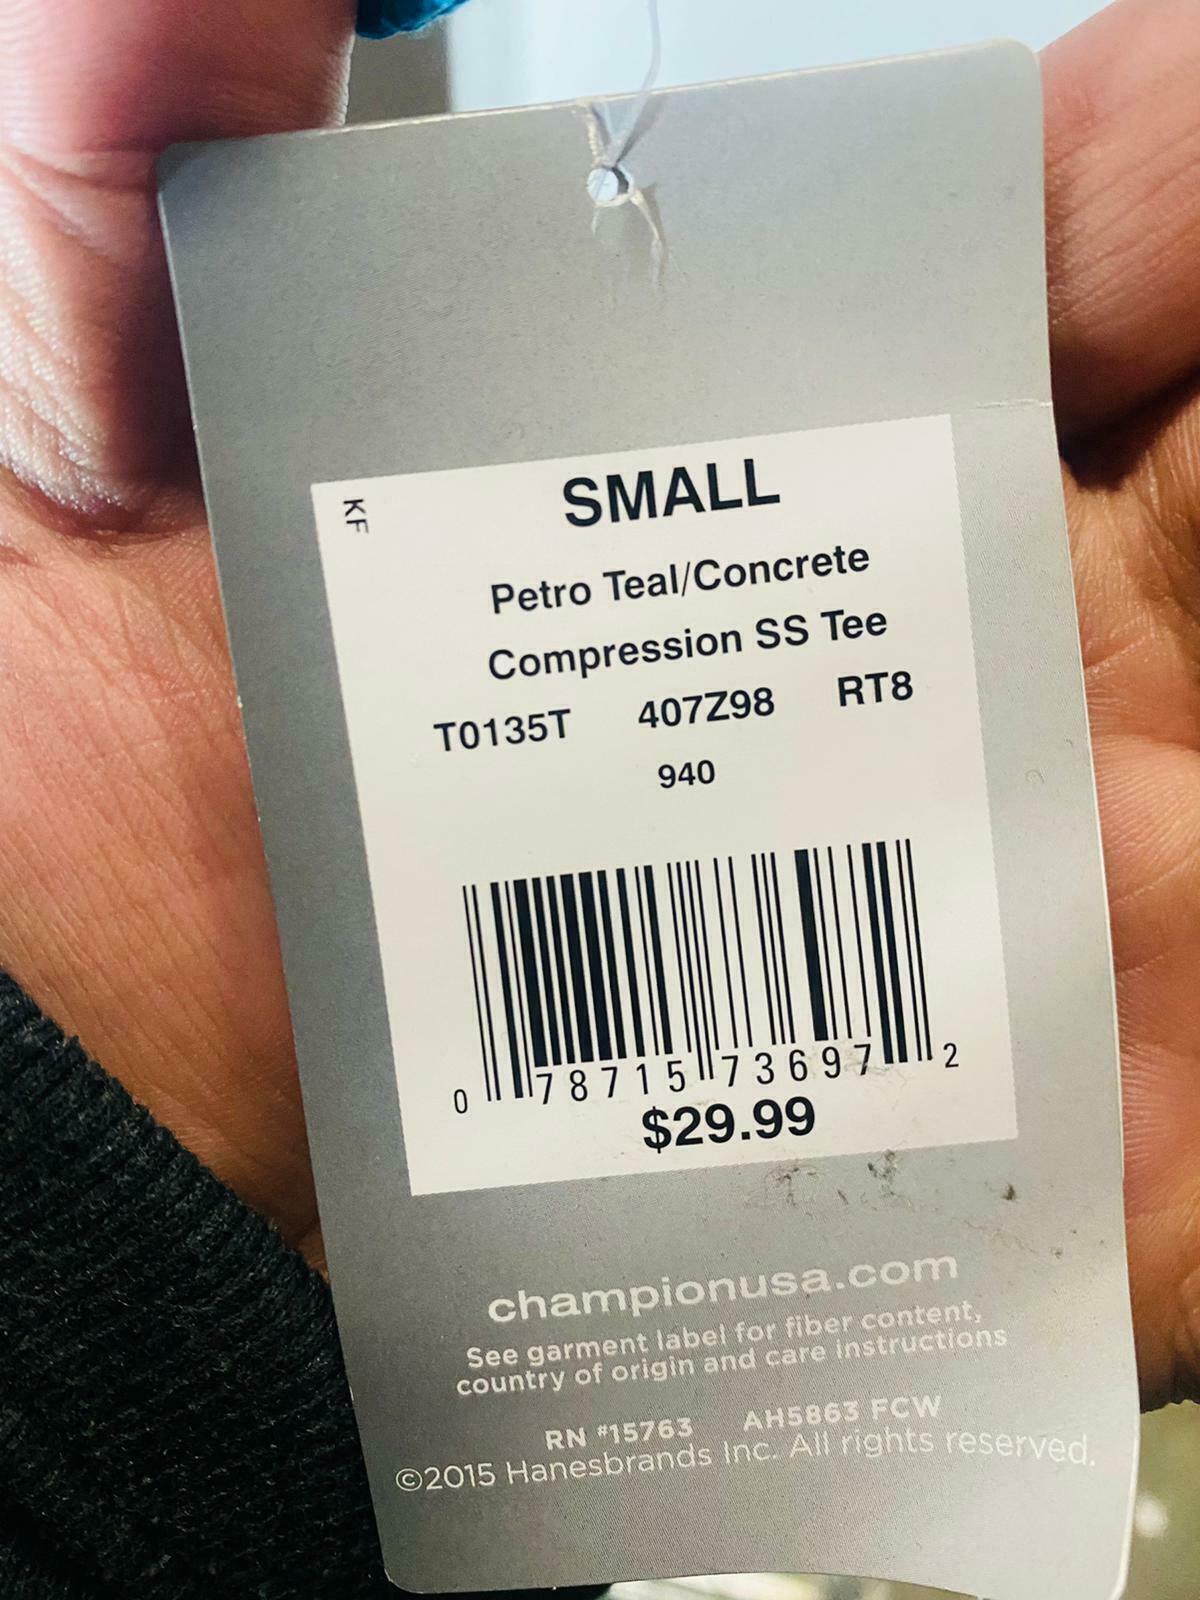 KF
SMALL
Petro Teal/Concrete
Compression SS Tee
T0135T 407Z98 RT8
940
0 78715 73697 2
$29.99
championusa.com
See garment label for fiber content,
country of origin and care instructions
RN #15763 AH5863 FCW
©2015 Hanesbrands Inc. All rights reserved.